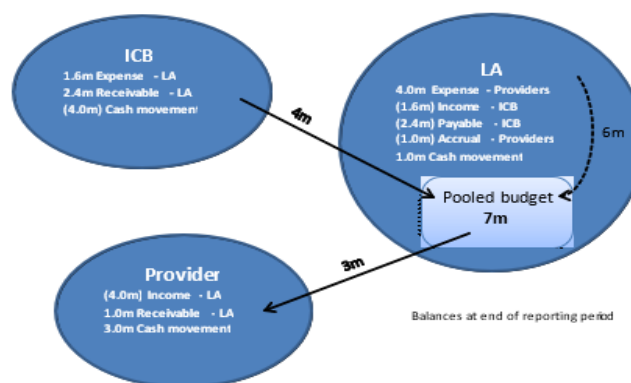 ICB
1.6m Expense - LA
2.4m Receivable - LA
(4.0m) Cash movement
LA
4.0m Expense - Providers
(1.6m) Income - ICB
(2.4m) Payable - ICB
(1.0m) Accrual - Providers
1.0m Cash movement
4m
6m
Pooled budget
7m
3m
Provider
(4.0m) Income - LA
1.0m Receivable - LA
3.0m Cash movement
Balances at end of reporting period